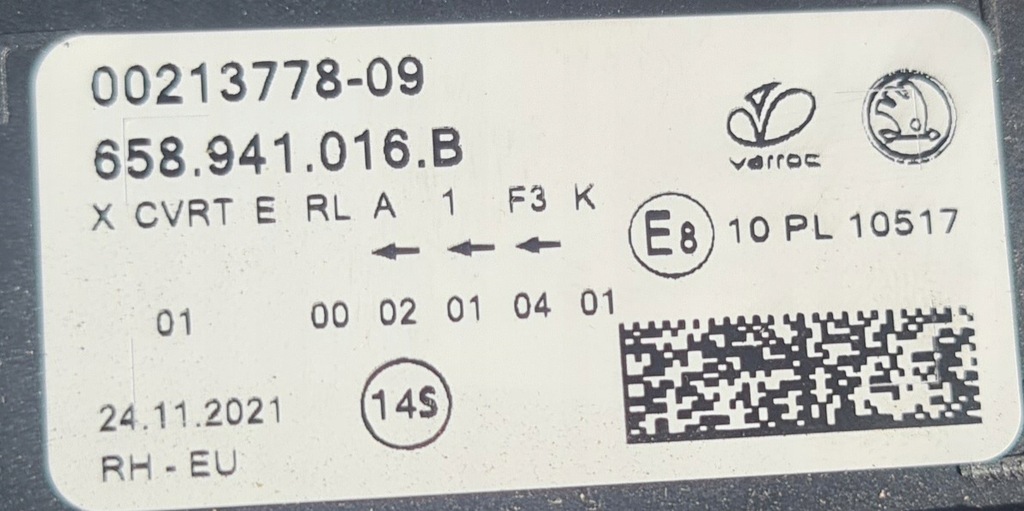 00213778-09
658.941.016.B
varroc
X CVRT E RL A 1 F3 K
E8 10 PL 10517
01 00 02 01 04 01
24.11.2021
14S
RH - EU